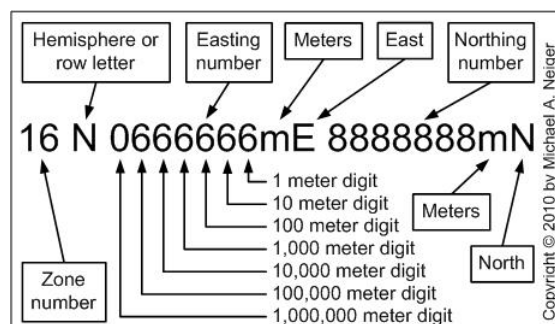 Hemisphere or
row letter
Easting
number
Meters
East
Northing
number
16 N 0666666mE 8888888mN
1 meter digit
10 meter digit
100 meter digit
1,000 meter digit
10,000 meter digit
100,000 meter digit
1,000,000 meter digit
Zone
number
Meters
North
Copyright © 2010 by Michael A. Neiger